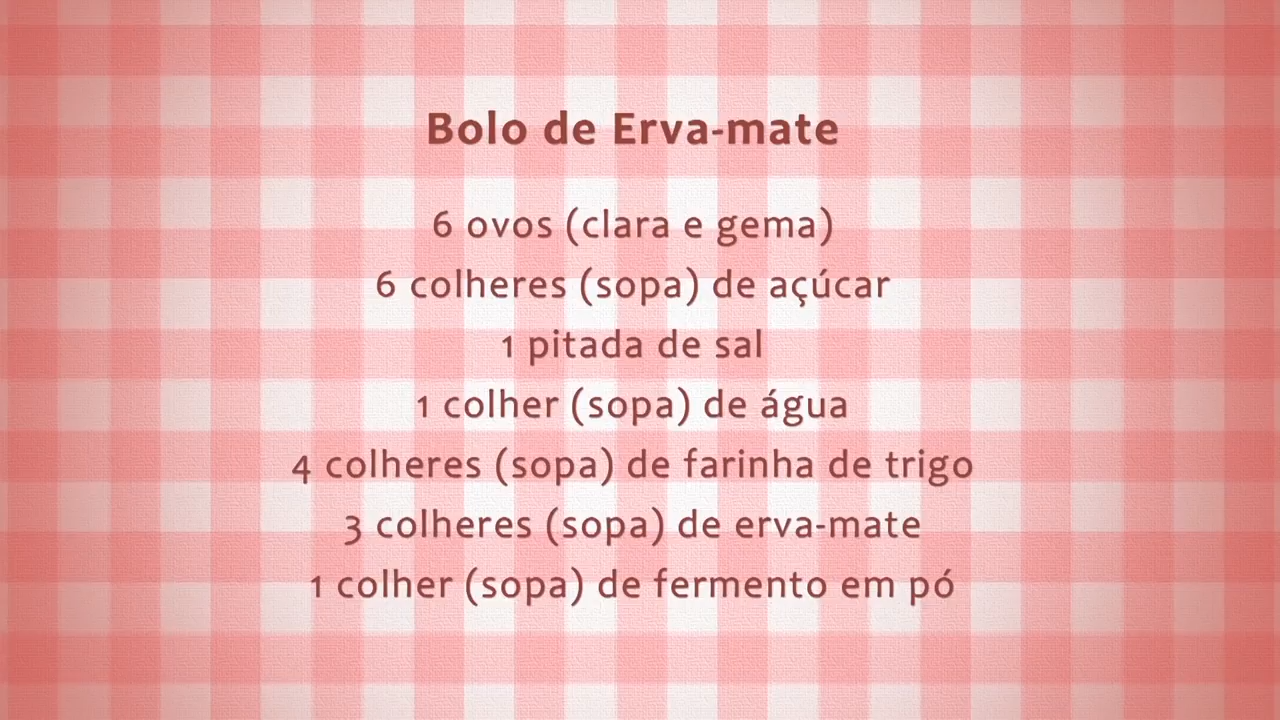 Bolo de Erva-mate
6 ovos (clara e gema)
6 colheres (sopa) de açúcar
1 pitada de sal
1 colher (sopa) de água
4 colheres (sopa) de farinha de trigo
3 colheres (sopa) de erva-mate
1 colher (sopa) de fermento em pó